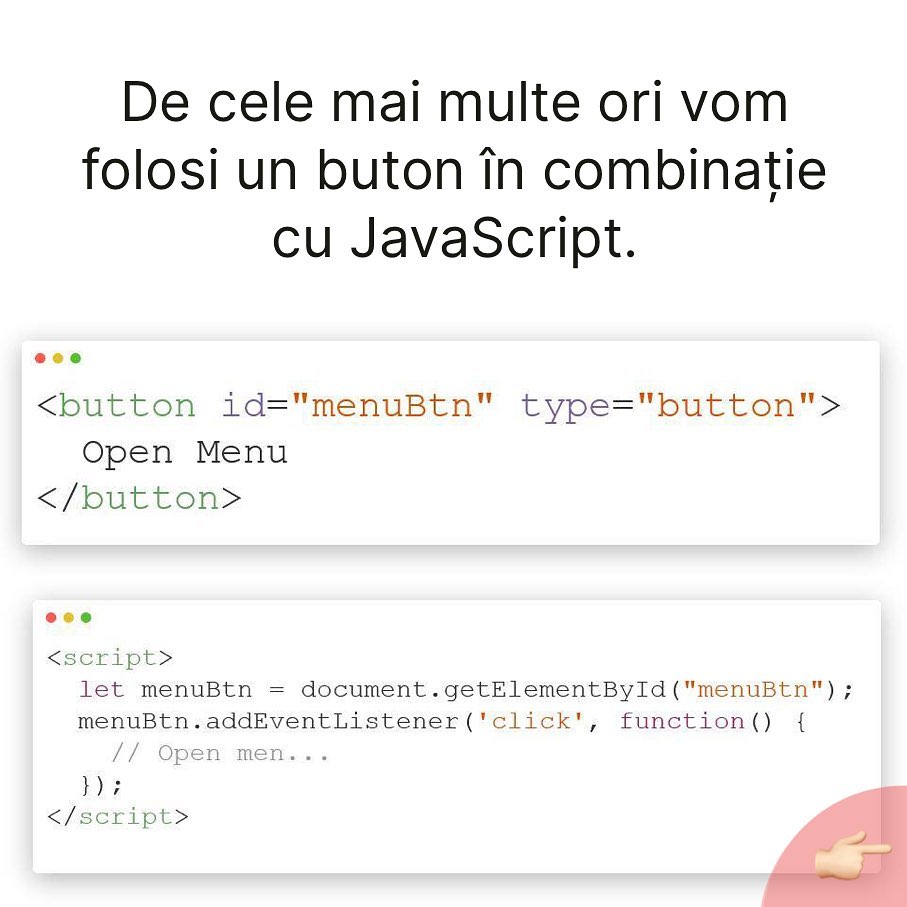 De cele mai multe ori vom
folosi un buton în combinație
cu JavaScript.
<button id="menuBtn" type="button">
  Open Menu
</button>
<script>
  let menuBtn = document.getElementById("menuBtn");
  menuBtn.addEventListener('click', function() {
    // Open men...
  });
</script>